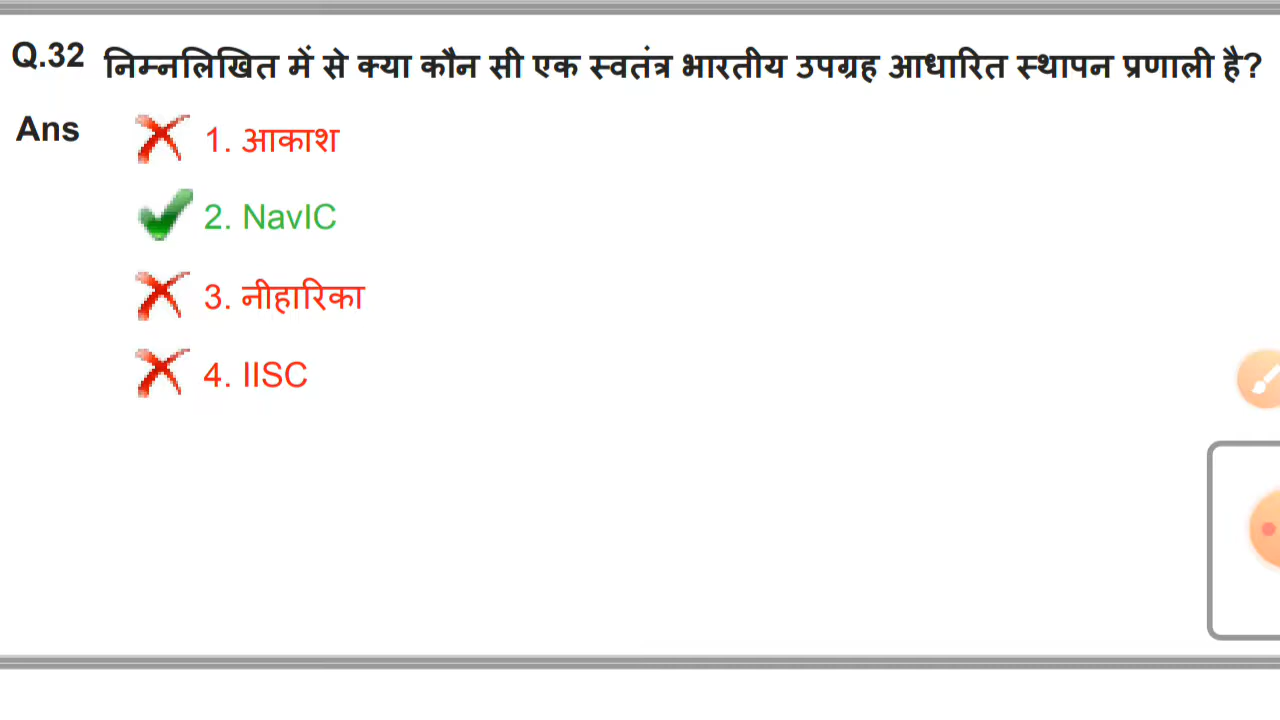 Q.32 निम्नलिखित में से क्या कौन सी एक स्वतंत्र भारतीय उपग्रह आधारित स्थापन प्रणाली है?
Ans
1. आकाश
2. NavIC
3. नीहारिका
4. IISC